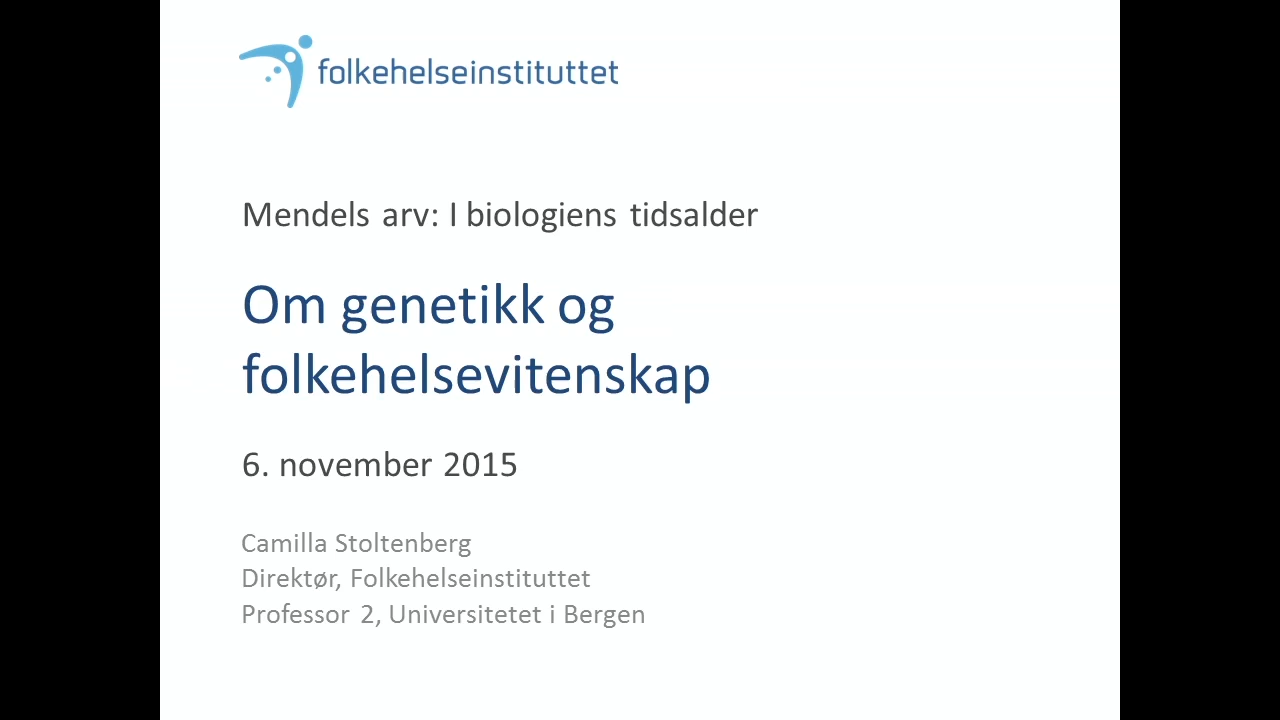 folkehelseinstituttet
Mendels arv: I biologiens tidsalder
Om genetikk og
folkehelsevitenskap
6. november 2015
Camilla Stoltenberg
Direktør, Folkehelseinstituttet
Professor 2, Universitetet i Bergen